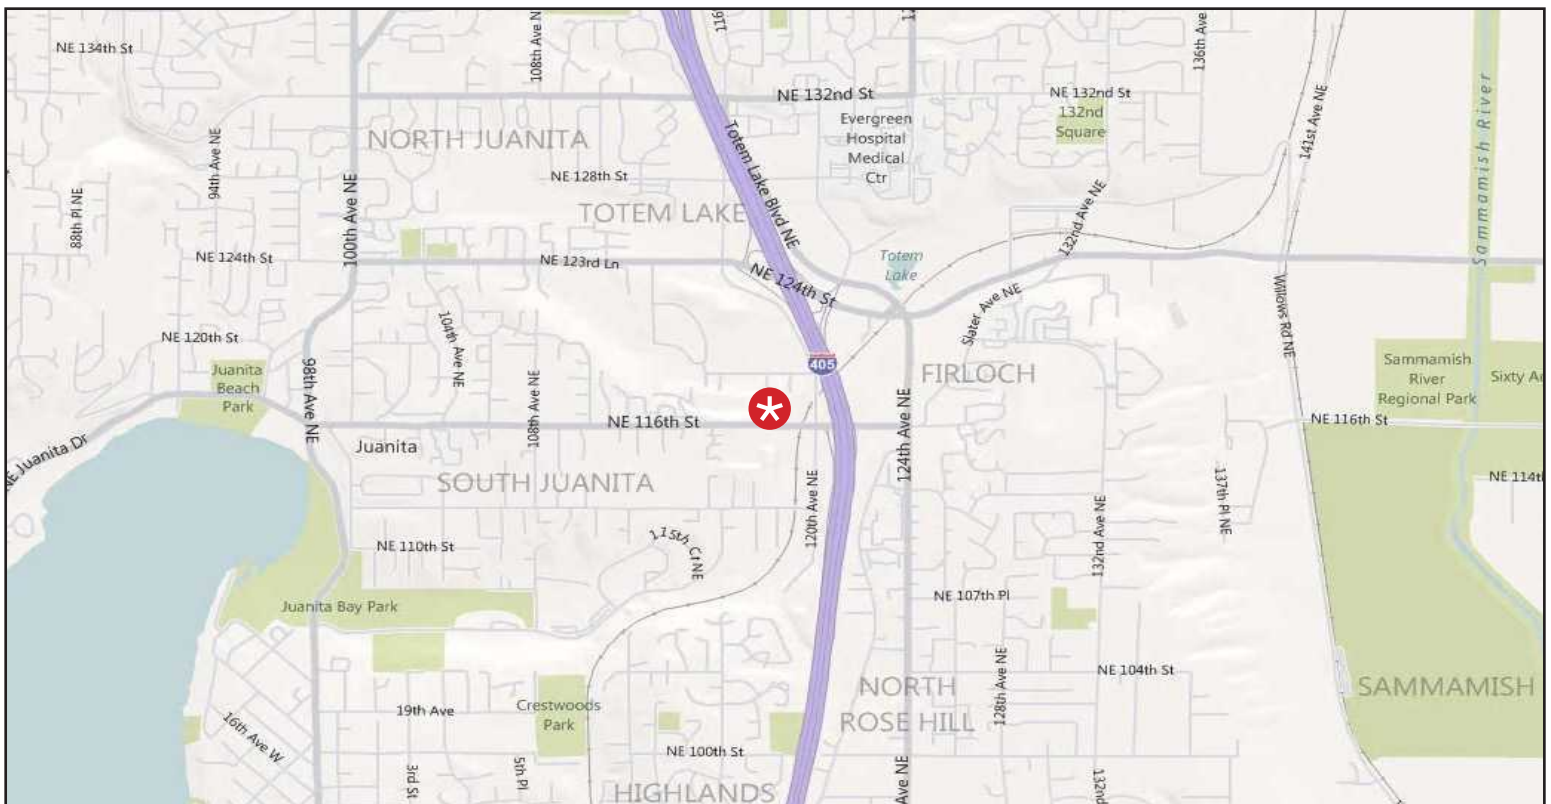 108th Ave N
116
12
136th Ave
NE 134th St
NE 132nd St
NE 132nd St
132nd
Square
Evergreen
Hospital
Medical
Ctr
141st Ave NE
Sammamish River
NORTH JUANITA
94th Ave NE
NE 128th St
Totem Lake Blvd NE
88th Pl NE
100th Ave NE
TOTEM LAKE
132nd Ave NE
NE 124th St
NE 123rd Ln
NE 124th St
Totem
Lake
Slater Ave NE
Willows Rd NE
NE 120th St
104th Ave NE
405
Juanita
Beach
Park
98th Ave NE
108th Ave NE
FIRLOCH
Sammamish
River
Regional Park
Sixty Ac
NE 116th St
124th Ave NE
NE 116th St
NE Juanita Dr
Juanita
SOUTH JUANITA
120th Ave NE
137th Pl NE
NE 114t
NE 110th St
115th Ct NE
132nd Ave NE
Juanita Bay Park
NE 107th Pl
NE 104th St
128th Ave NE
NORTH
ROSE HILL
SAMMAMISH
19th Ave
Crestwoods
Park
16th Ave W
NE 100th St
3rd St
5th Pl
HIGHLANDS
Ave NE
132nd